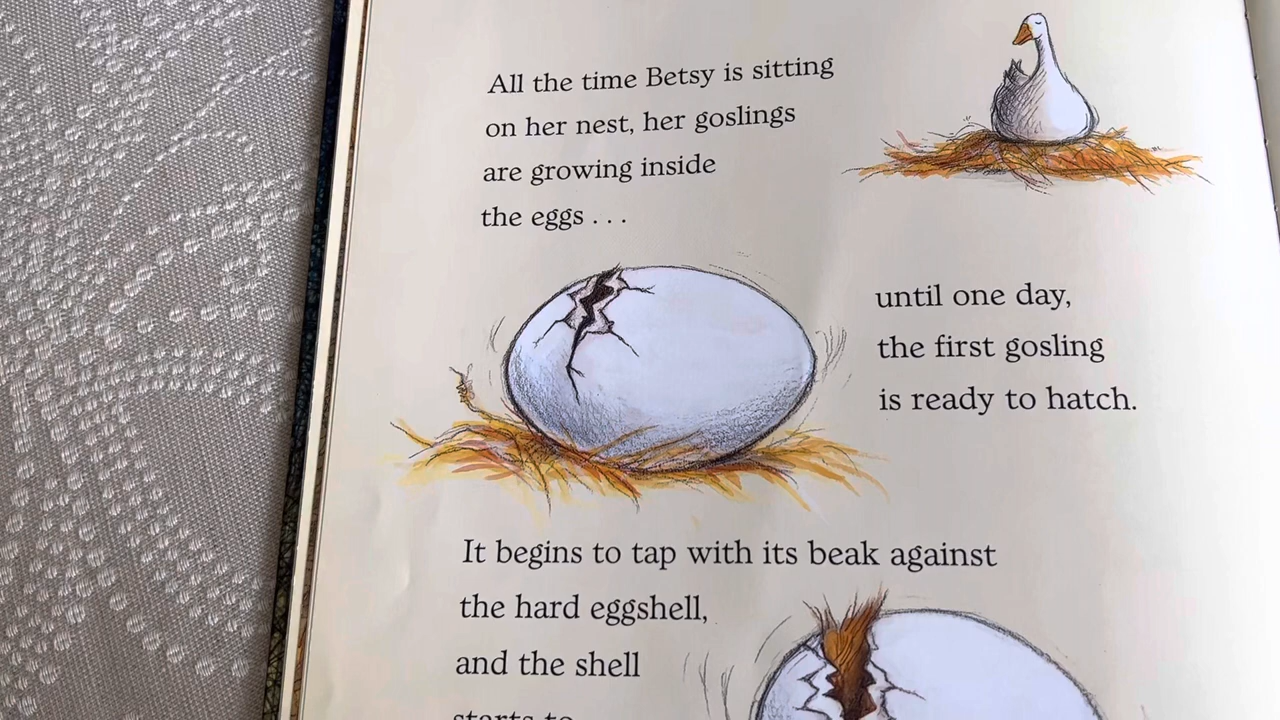 All the time Betsy is sitting
on her nest, her goslings
are growing inside
the eggs . . .
until one day,
the first gosling
is ready to hatch.
It begins to tap with its beak against
the hard eggshell,
and the shell
starts to